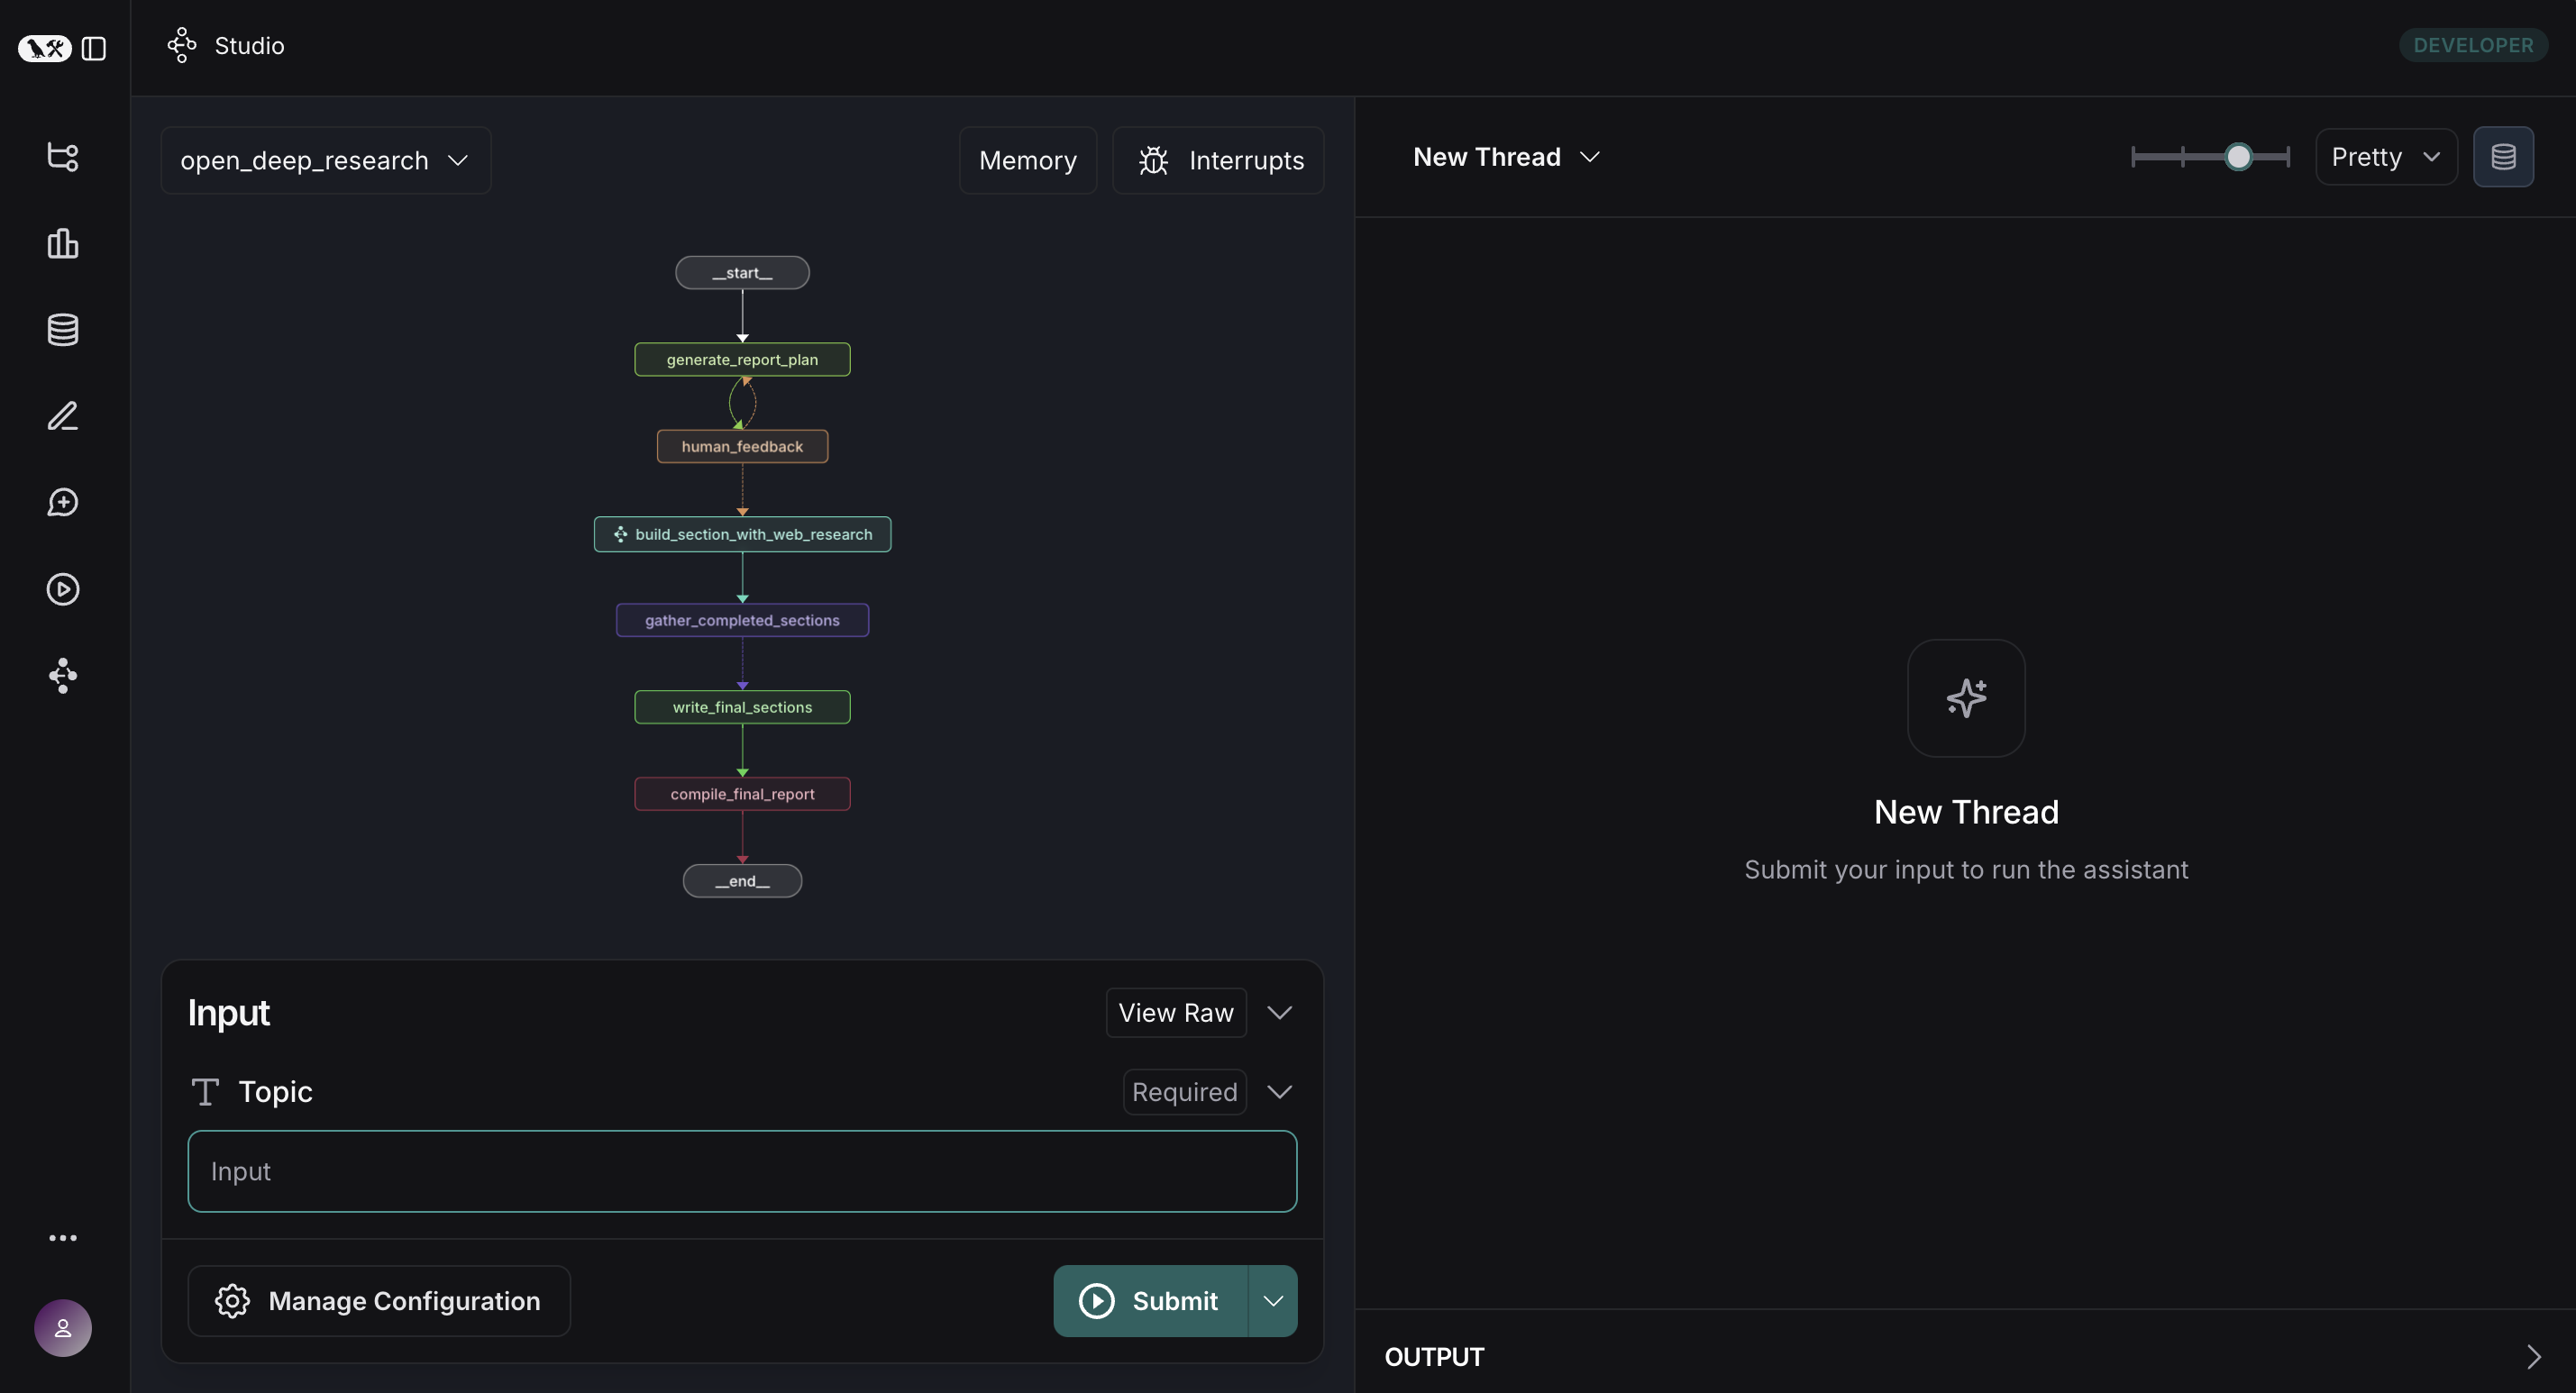 Studio
DEVELOPER
open_deep_research
Memory
Interrupts
__start__
generate_report_plan
human_feedback
build_section_with_web_research
gather_completed_sections
write_final_sections
compile_final_report
__end__
Input
View Raw
Topic
Required
Input
Manage Configuration
Submit
New Thread
Pretty
New Thread
Submit your input to run the assistant
OUTPUT